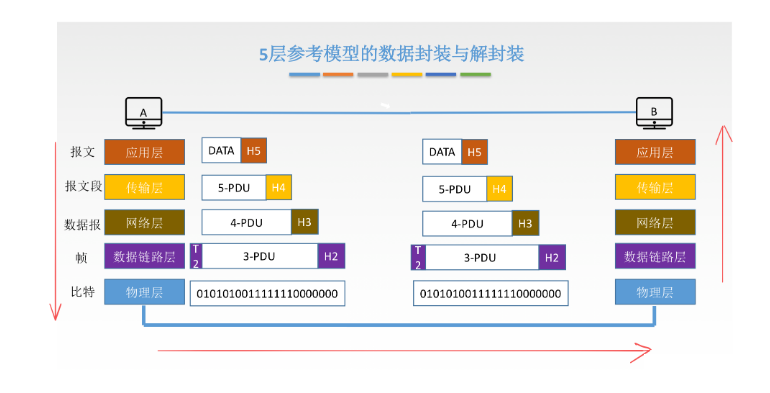 5层参考模型的数据封装与解封装
A B
报文 应用层 DATA H5 DATA H5 应用层
报文段 传输层 5-PDU H4 5-PDU H4 传输层
数据报 网络层 4-PDU H3 4-PDU H3 网络层
帧 数据链路层 T2 3-PDU H2 T2 3-PDU H2 数据链路层
比特 物理层 0101010011111110000000 0101010011111110000000 物理层